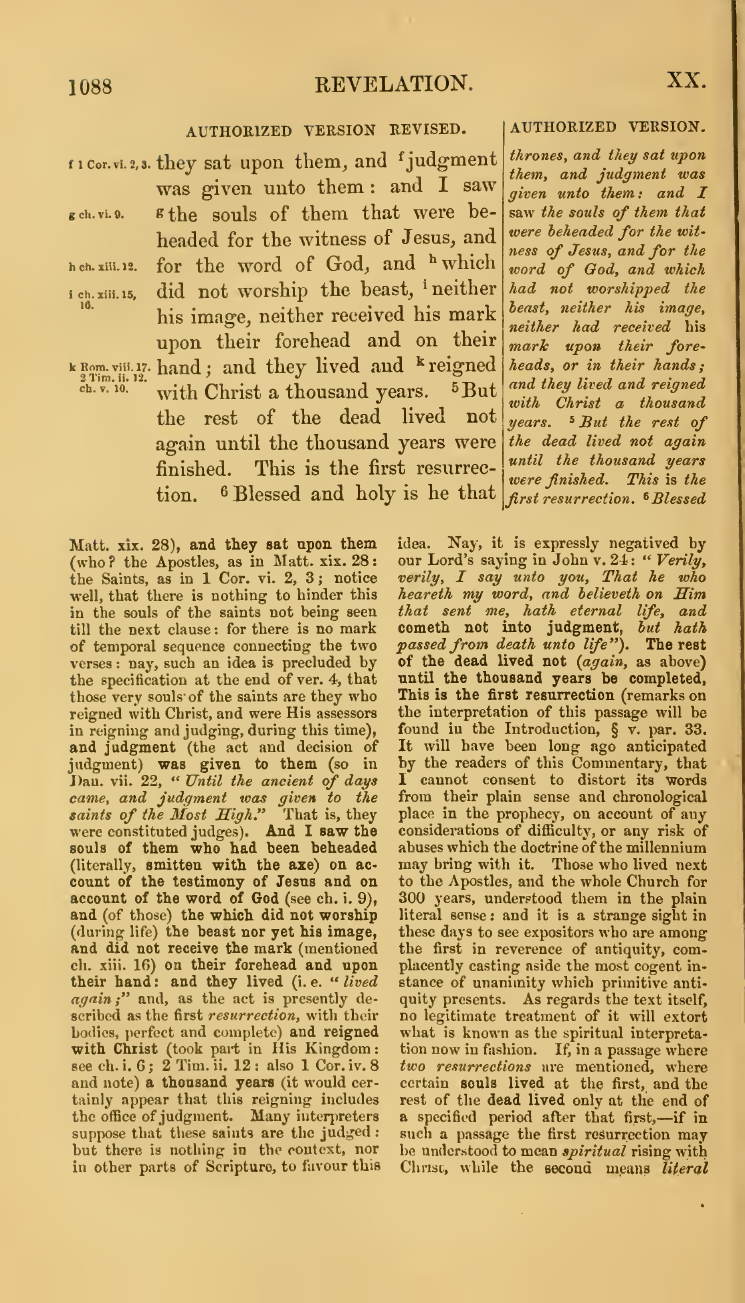 1088
REVELATION.
XX.
AUTHORIZED VERSION REVISED.
f 1 Cor. vi. 2, 3. they sat upon them, and f judgment
was given unto them : and I saw
g ch. vi. 9. g the souls of them that were be-
headed for the witness of Jesus, and
h ch. xiii. 12. for the word of God, and h which
i ch. xiii. 15, did not worship the beast, i neither
16.
his image, neither received his mark
upon their forehead and on their
k Rom. viii. 17. hand ; and they lived and k reigned
2 Tim. ii. 12.
ch. v. 10. with Christ a thousand years. 5 But
the rest of the dead lived not
again until the thousand years were
finished. This is the first resurrec-
tion. 6 Blessed and holy is he that
AUTHORIZED VERSION.
thrones, and they sat upon
them, and judgment was
given unto them: and I
saw the souls of them that
were beheaded for the wit-
ness of Jesus, and for the
word of God, and which
had not worshipped the
beast, neither his image,
neither had received his
mark upon their fore-
heads, or in their hands;
and they lived and reigned
with Christ a thousand
years. 5 But the rest of
the dead lived not again
until the thousand years
were finished. This is the
first resurrection. 6 Blessed
Matt. xix. 28), and they sat upon them
(who? the Apostles, as in Matt. xix. 28:
the Saints, as in 1 Cor. vi. 2, 3; notice
well, that there is nothing to hinder this
in the souls of the saints not being seen
till the next clause: for there is no mark
of temporal sequence connecting the two
verses: nay, such an idea is precluded by
the specification at the end of ver. 4, that
those very souls of the saints are they who
reigned with Christ, and were His assessors
in reigning and judging, during this time),
and judgment (the act and decision of
judgment) was given to them (so in
Dan. vii. 22, “ Until the ancient of days
came, and judgment was given to the
saints of the Most High.” That is, they
were constituted judges). And I saw the
souls of them who had been beheaded
(literally, smitten with the axe) on ac-
count of the testimony of Jesus and on
account of the word of God (see ch. i. 9),
and (of those) the which did not worship
(during life) the beast nor yet his image,
and did not receive the mark (mentioned
ch. xiii. 16) on their forehead and upon
their hand: and they lived (i. e. “ lived
again ;” and, as the act is presently de-
scribed as the first resurrection, with their
bodies, perfect and complete) and reigned
with Christ (took part in His Kingdom:
see ch. i. 6; 2 Tim. ii. 12: also 1 Cor. iv. 8
and note) a thousand years (it would cer-
tainly appear that this reigning includes
the office of judgment. Many interpreters
suppose that these saints are the judged:
but there is nothing in the context, nor
in other parts of Scripture, to favour this
idea. Nay, it is expressly negatived by
our Lord's saying in John v. 24: “ Verily,
verily, I say unto you, That he who
heareth my word, and believeth on Him
that sent me, hath eternal life, and
cometh not into judgment, but hath
passed from death unto life”). The rest
of the dead lived not (again, as above)
until the thousand years be completed,
This is the first resurrection (remarks on
the interpretation of this passage will be
found in the Introduction, § v. par. 33.
It will have been long ago anticipated
by the readers of this Commentary, that
I cannot consent to distort its words
from their plain sense and chronological
place in the prophecy, on account of any
considerations of difficulty, or any risk of
abuses which the doctrine of the millennium
may bring with it. Those who lived next
to the Apostles, and the whole Church for
300 years, understood them in the plain
literal sense: and it is a strange sight in
these days to see expositors who are among
the first in reverence of antiquity, com-
placently casting aside the most cogent in-
stance of unanimity which primitive anti-
quity presents. As regards the text itself,
no legitimate treatment of it will extort
what is known as the spiritual interpreta-
tion now in fashion. If, in a passage where
two resurrections are mentioned, where
certain souls lived at the first, and the
rest of the dead lived only at the end of
a specified period after that first,—if in
such a passage the first resurrection may
be understood to mean spiritual rising with
Christ, while the second means literal